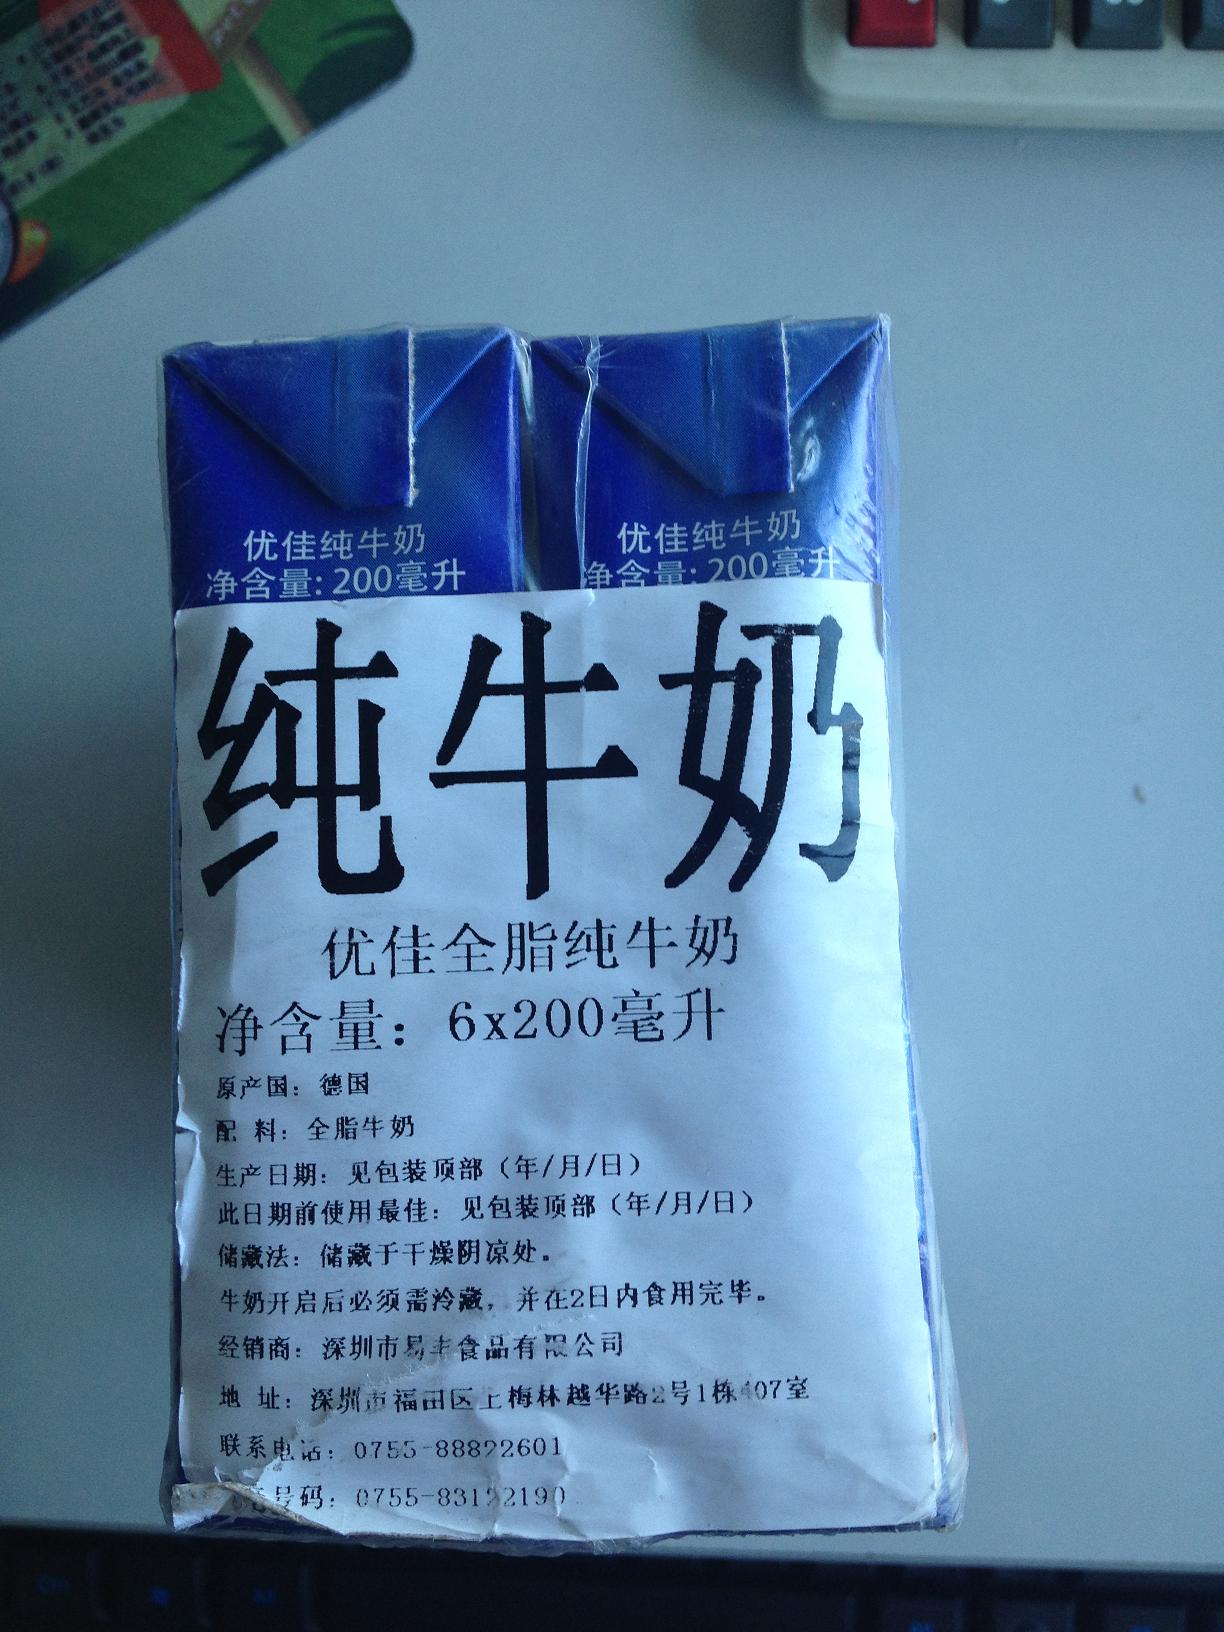 优佳纯牛奶
净含量: 200毫升
优佳纯牛奶
净含量: 200毫升
纯牛奶
优佳全脂纯牛奶
净含量：6x200毫升
原产国：德国
配 料：全脂牛奶
生产日期：见包装顶部（年/月/日）
此日期前使用最佳：见包装顶部（年/月/日）
储藏法：储藏于干燥阴凉处。
牛奶开启后必须需冷藏，并在2日内食用完毕。
经销商：深圳市易丰食品有限公司
地 址：深圳市福田区上梅林越华路2号1栋407室
联系电话：0755-88822601
号码：0755-83122190